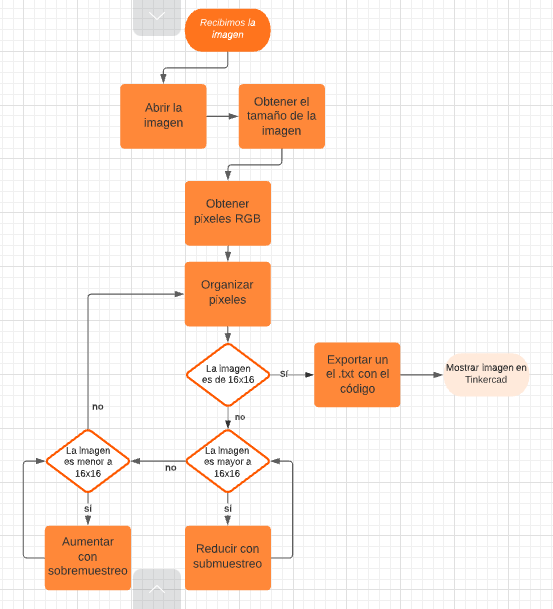 Recibimos la
imagen
Abrir la
imagen
Obtener el
tamaño de la
imagen
Obtener
pixeles RGB
Organizar
pixeles
La imagen
es de 16x16
sí
Exportar un
el .txt con el
código
Mostrar imagen en
Tinkercad
no
no
La imagen
es menor a
16x16
no
La imagen
es mayor a
16x16
sí
sí
Aumentar
con
sobremuestreo
Reducir con
submuestreo